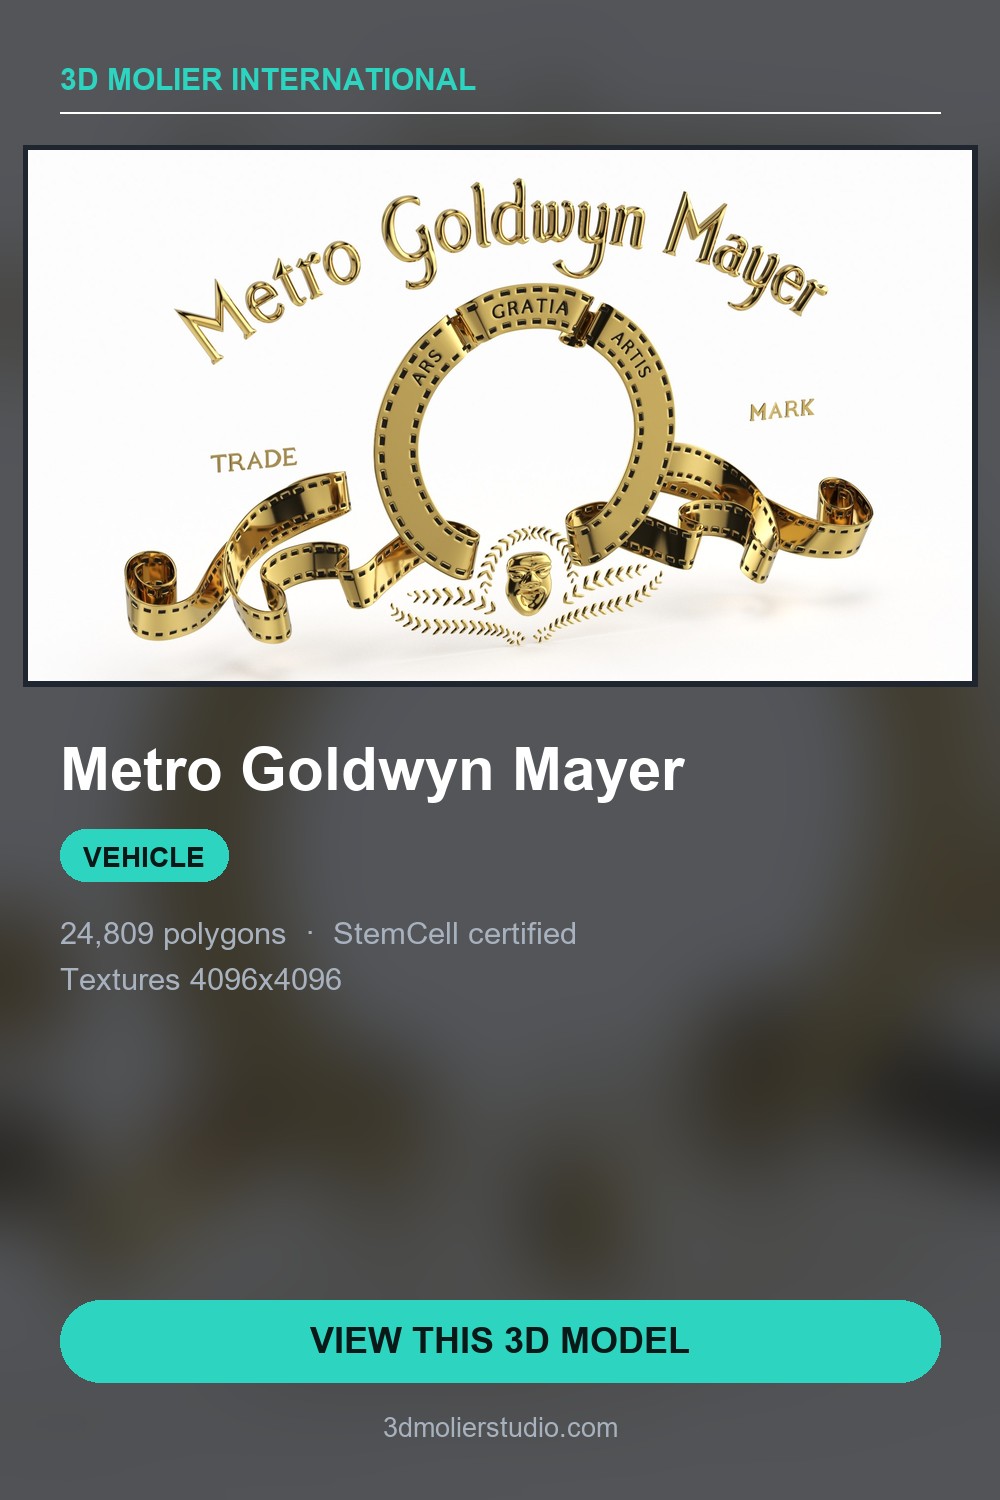 3D MOLIER INTERNATIONAL
Metro Goldwyn Mayer
ARS GRATIA ARTIS
TRADE MARK
Metro Goldwyn Mayer
VEHICLE
24,809 polygons · StemCell certified
Textures 4096x4096
VIEW THIS 3D MODEL
3dmolierstudio.com